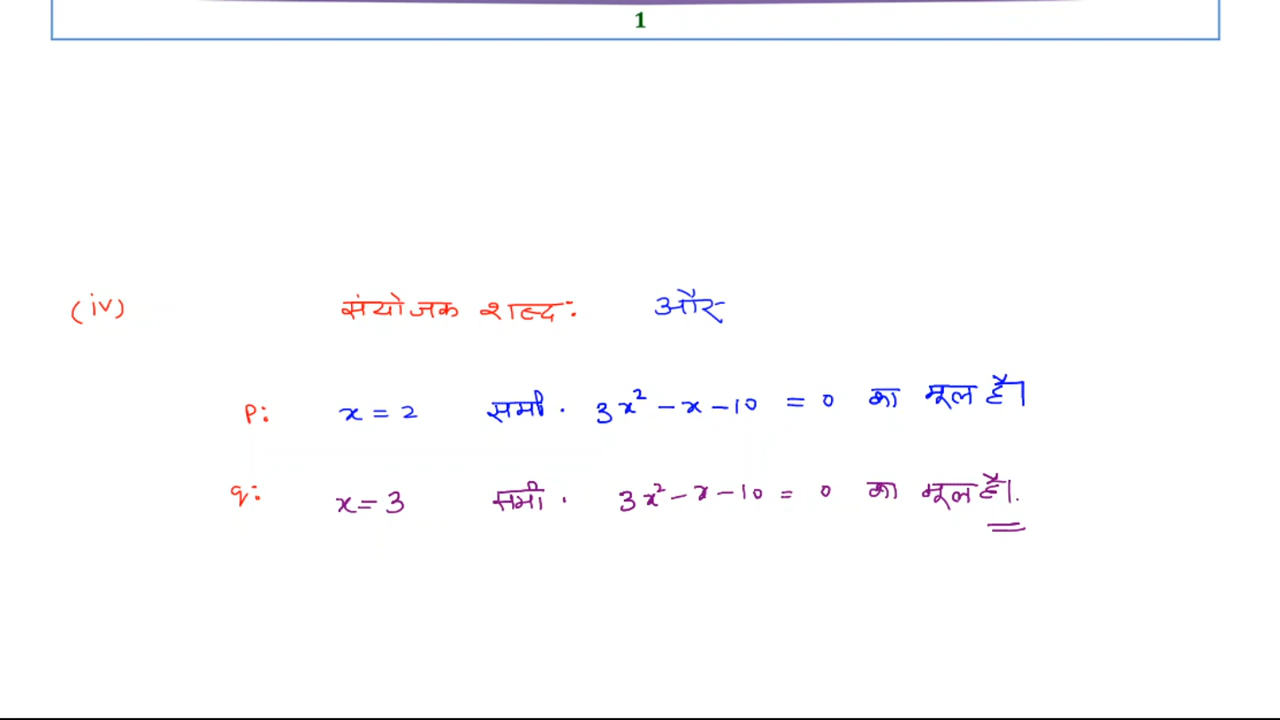 1
(iv) संयोजक शब्द: और
p: x = 2 समी. 3x² - x - 10 = 0 का मूल है।
q: x = 3 समी. 3x² - x - 10 = 0 का मूल है।